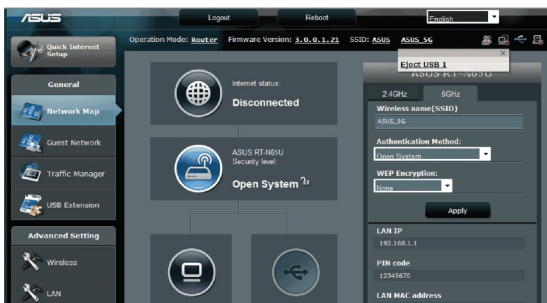 ASUS
Logout
Reboot
English
Quick Internet
Setup
Operation Mode: Router Firmware Version: 3.0.0.1.21 SSID: ASUS ASUS_5G
Eject USB 1
General
Network Map
Guest Network
Traffic Manager
USB Extension
Advanced Setting
Wireless
LAN
Internet status:
Disconnected
ASUS RT-N65U
Security level:
Open System
ASUS RT-N65U
2.4GHz 5GHz
Wireless name(SSID)
ASUS_5G
Authentication Method:
Open System
WEP Encryption:
None
Apply
LAN IP
192.168.1.1
PIN code
12345670
LAN MAC address